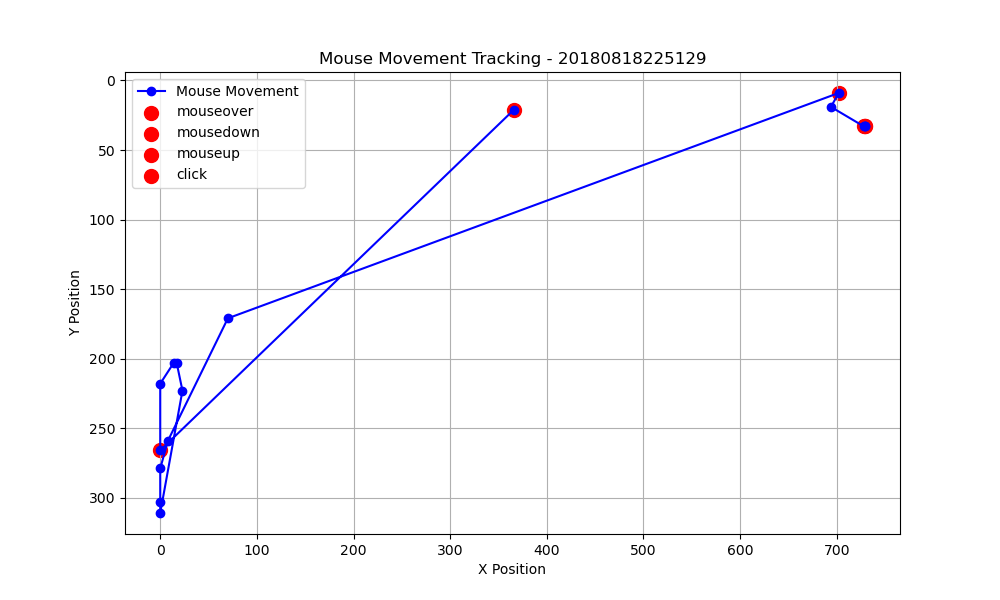 Mouse Movement Tracking - 20180818225129
Mouse Movement
mouseover
mousedown
mouseup
click
0
50
100
150
200
250
300
Y Position
0 100 200 300 400 500 600 700
X Position